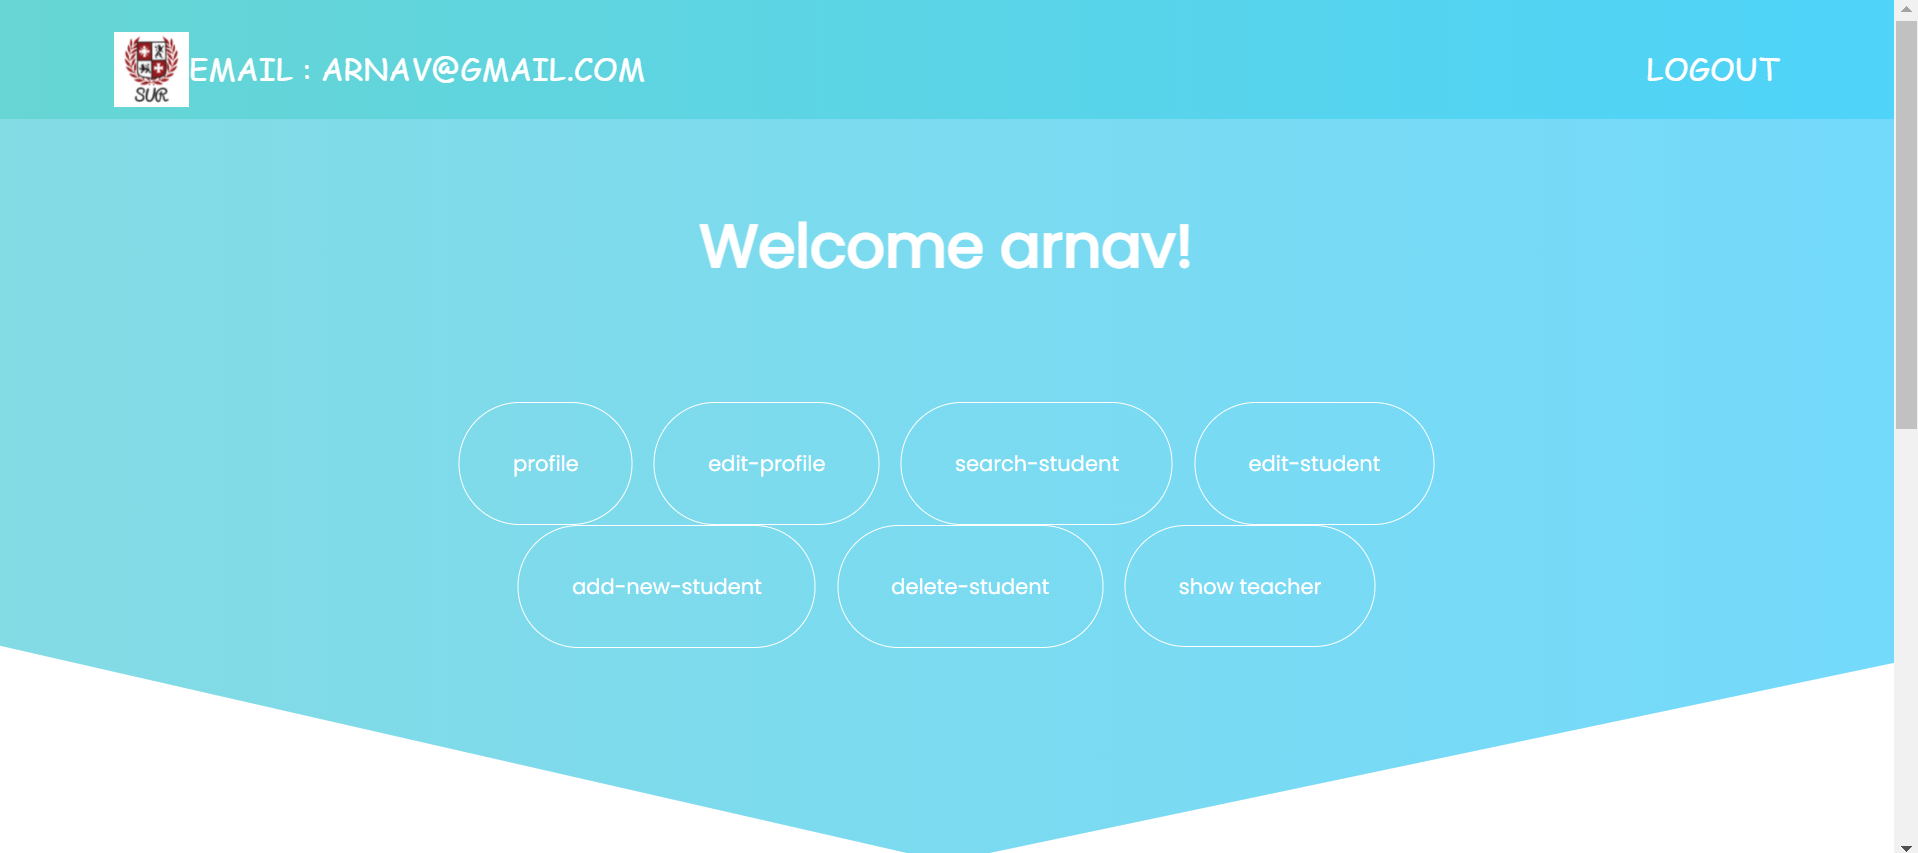 SUR
EMAIL : ARNAV@GMAIL.COM
LOGOUT
Welcome arnav!
profile
edit-profile
search-student
edit-student
add-new-student
delete-student
show teacher